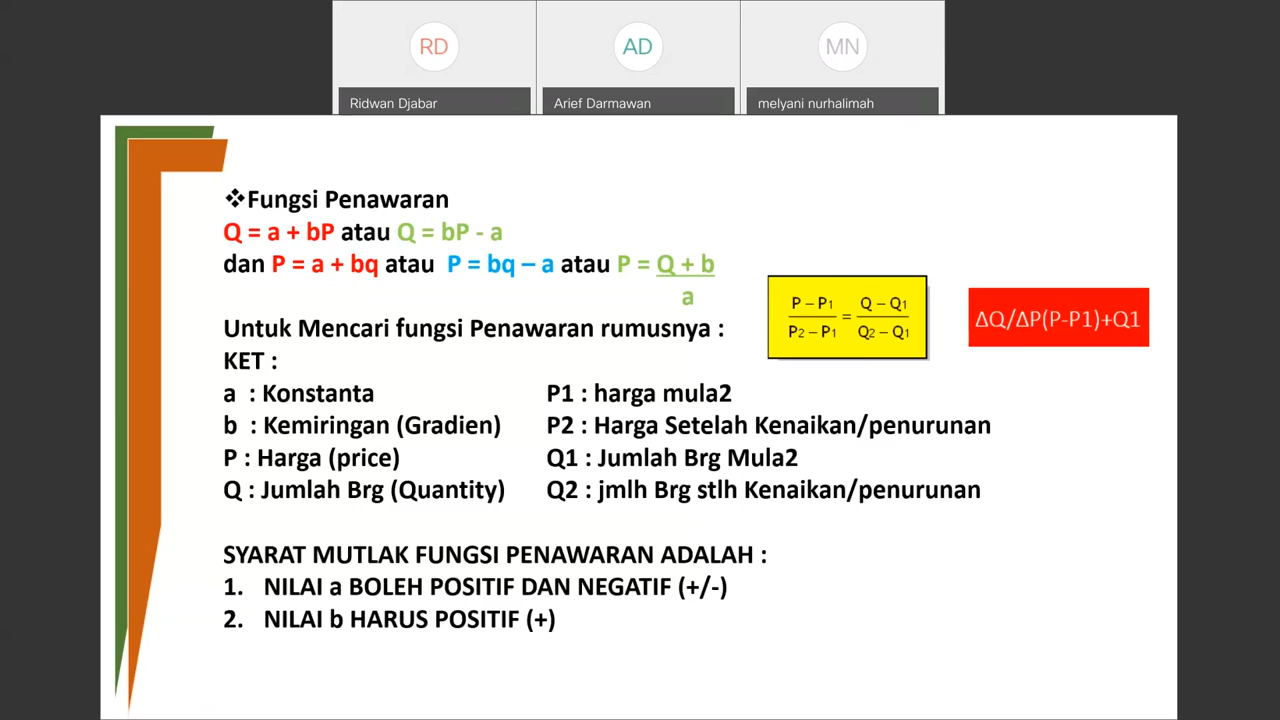 RD
AD
MN
Ridwan Djabar
Arief Darmawan
melyani nurhalimah
❖Fungsi Penawaran
Q = a + bP atau Q = bP - a
dan P = a + bq atau P = bq – a atau P = Q + b
a
Untuk Mencari fungsi Penawaran rumusnya :
P – P1
P2 – P1
=
Q – Q1
Q2 – Q1
ΔQ/ΔP(P-P1)+Q1
KET :
a : Konstanta
P1 : harga mula2
b : Kemiringan (Gradien)
P2 : Harga Setelah Kenaikan/penurunan
P : Harga (price)
Q1 : Jumlah Brg Mula2
Q : Jumlah Brg (Quantity)
Q2 : jmlh Brg stlh Kenaikan/penurunan
SYARAT MUTLAK FUNGSI PENAWARAN ADALAH :
1. NILAI a BOLEH POSITIF DAN NEGATIF (+/-)
2. NILAI b HARUS POSITIF (+)